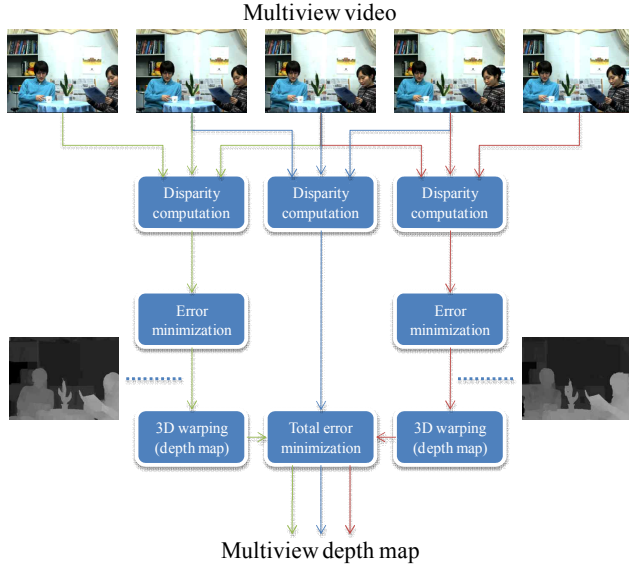 Multiview video
Disparity
computation
Disparity
computation
Disparity
computation
Error
minimization
Error
minimization
3D warping
(depth map)
Total error
minimization
3D warping
(depth map)
Multiview depth map